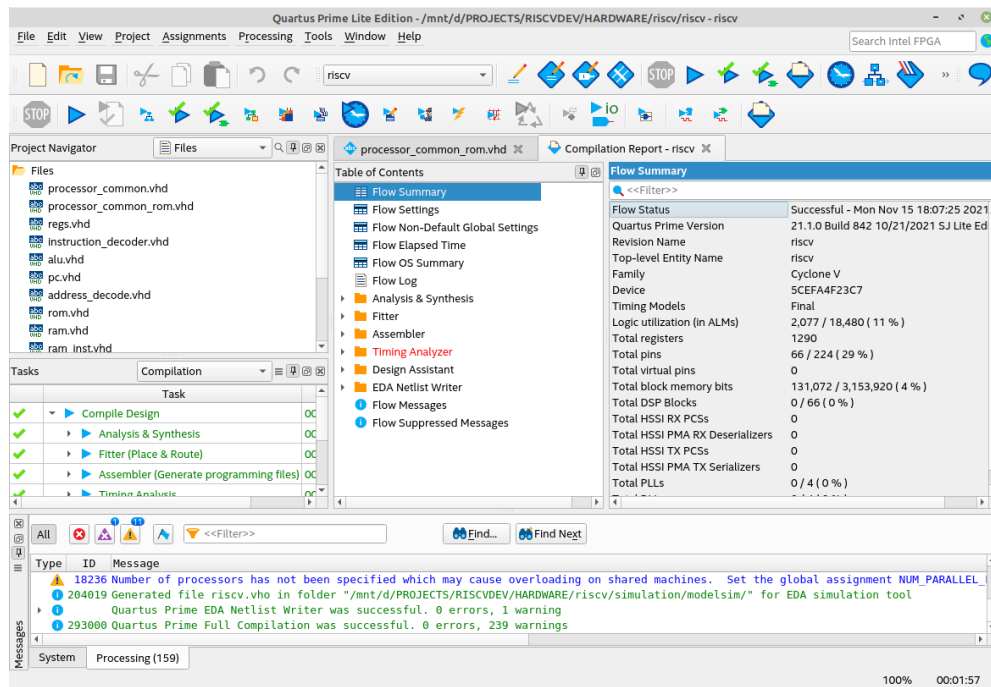 Quartus Prime Lite Edition - /mnt/d/PROJECTS/RISCVDEV/HARDWARE/riscv/riscv - riscv
File Edit View Project Assignments Processing Tools Window Help
Search Intel FPGA
STOP
riscv
STOP
io
Project Navigator
Files
Files
processor_common.vhd
processor_common_rom.vhd
regs.vhd
instruction_decoder.vhd
alu.vhd
pc.vhd
address_decode.vhd
rom.vhd
ram.vhd
ram_inst.vhd
Tasks
Compilation
Task
Compile Design
Analysis & Synthesis
Fitter (Place & Route)
Assembler (Generate programming files)
Timing Analysis
processor_common_rom.vhd
Compilation Report - riscv
Table of Contents
Flow Summary
Flow Settings
Flow Non-Default Global Settings
Flow Elapsed Time
Flow OS Summary
Flow Log
Analysis & Synthesis
Fitter
Assembler
Timing Analyzer
Design Assistant
EDA Netlist Writer
Flow Messages
Flow Suppressed Messages
Flow Summary
<<Filter>>
Flow Status Successful - Mon Nov 15 18:07:25 2021
Quartus Prime Version 21.1.0 Build 842 10/21/2021 SJ Lite Ed
Revision Name riscv
Top-level Entity Name riscv
Family Cyclone V
Device 5CEFA4F23C7
Timing Models Final
Logic utilization (in ALMs) 2,077 / 18,480 ( 11 % )
Total registers 1290
Total pins 66 / 224 ( 29 % )
Total virtual pins 0
Total block memory bits 131,072 / 3,153,920 ( 4 % )
Total DSP Blocks 0 / 66 ( 0 % )
Total HSSI RX PCSs 0
Total HSSI PMA RX Deserializers 0
Total HSSI TX PCSs 0
Total HSSI PMA TX Serializers 0
Total PLLs 0 / 4 ( 0 % )
All
1
11
<<Filter>>
Find...
Find Next
Type ID Message
18236 Number of processors has not been specified which may cause overloading on shared machines. Set the global assignment NUM_PARALLEL_
204019 Generated file riscv.vho in folder "/mnt/d/PROJECTS/RISCVDEV/HARDWARE/riscv/simulation/modelsim/" for EDA simulation tool
Quartus Prime EDA Netlist Writer was successful. 0 errors, 1 warning
293000 Quartus Prime Full Compilation was successful. 0 errors, 239 warnings
Messages
System
Processing (159)
100% 00:01:57